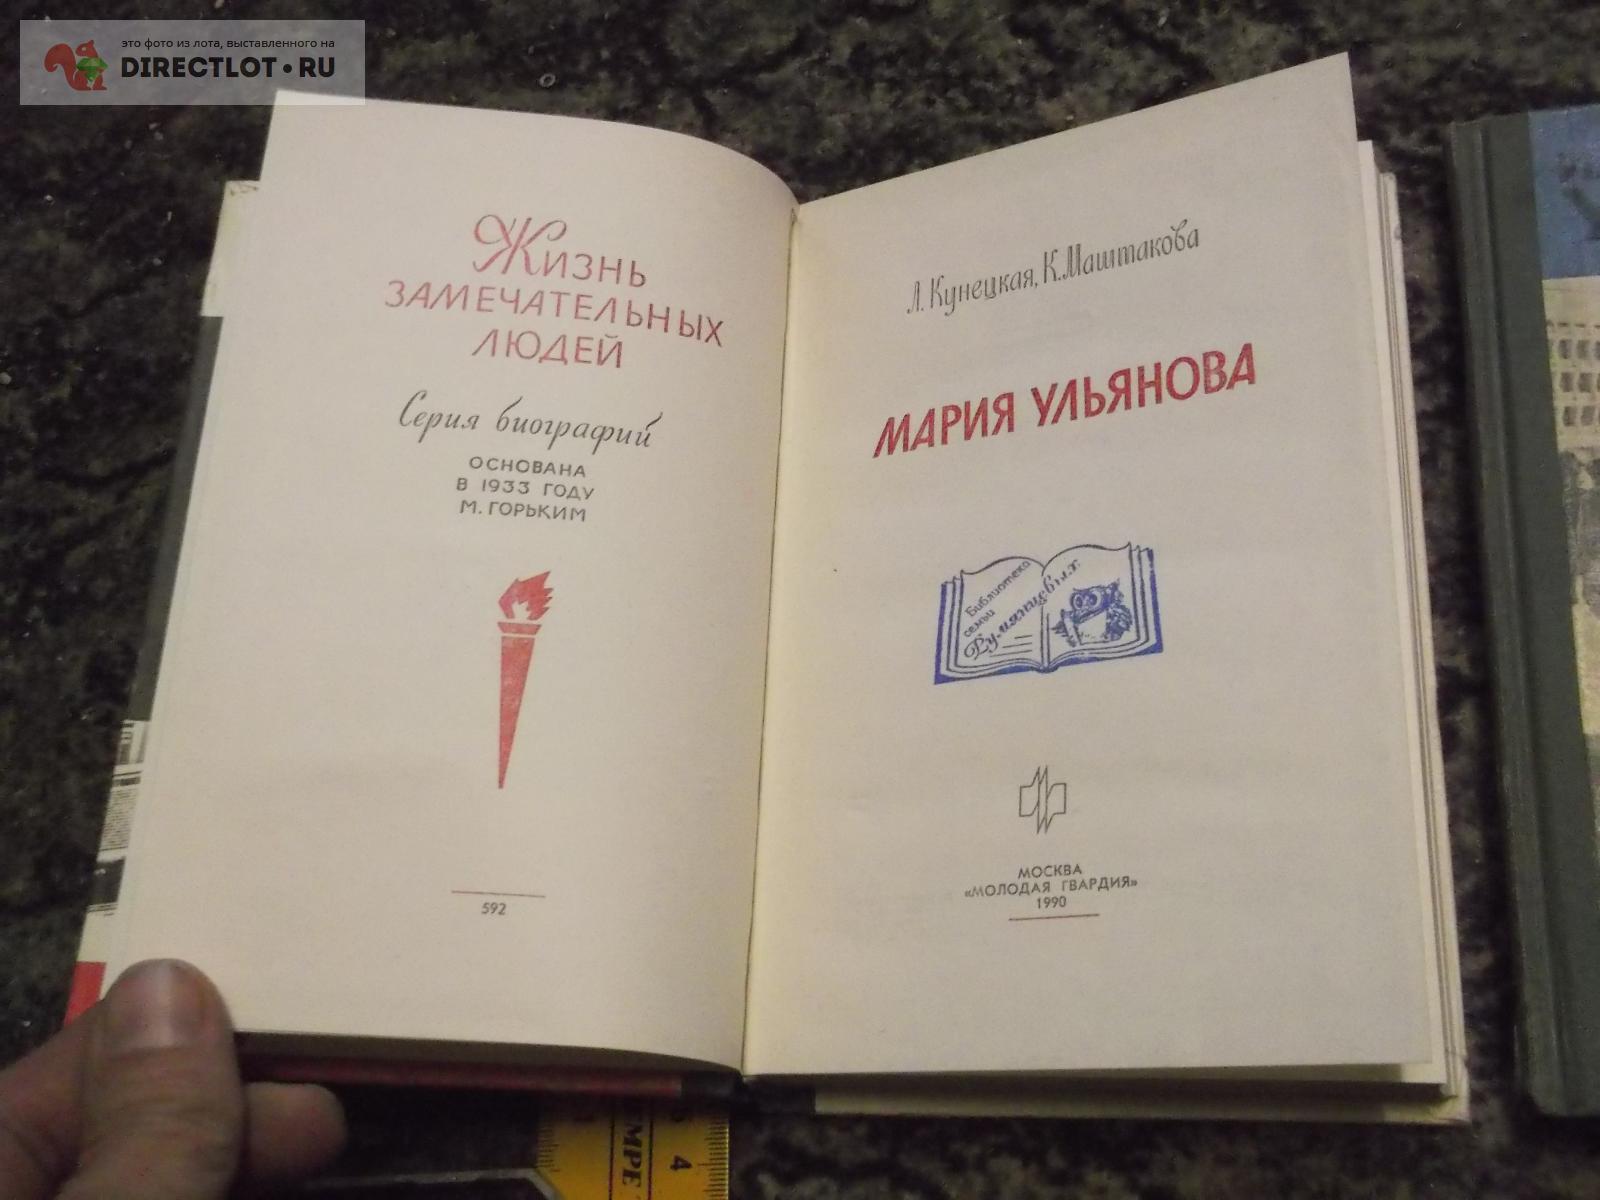 это фото из лота, выставленного на
DIRECTLOT•RU
Жизнь
ЗАМЕЧАТЕЛЬНЫХ
ЛЮДЕЙ
Серия биографий
ОСНОВАНА
В 1933 ГОДУ
М. ГОРЬКИМ
592
Л. Кунецкая, К. Маштакова
МАРИЯ УЛЬЯНОВА
Библиотека
семьи
МОСКВА
«МОЛОДАЯ ГВАРДИЯ»
1990
4